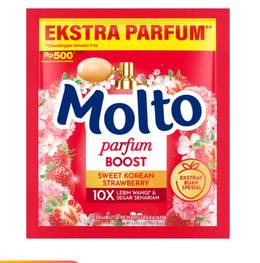 EKSTRA PARFUM**
Rp500*
Molto
parfum
BOOST
SWEET KOREAN
STRAWBERRY
10X LEBIH WANGI* &
SEGAR SEHARIAN
EKSTRAK
BUAH
SPESIAL